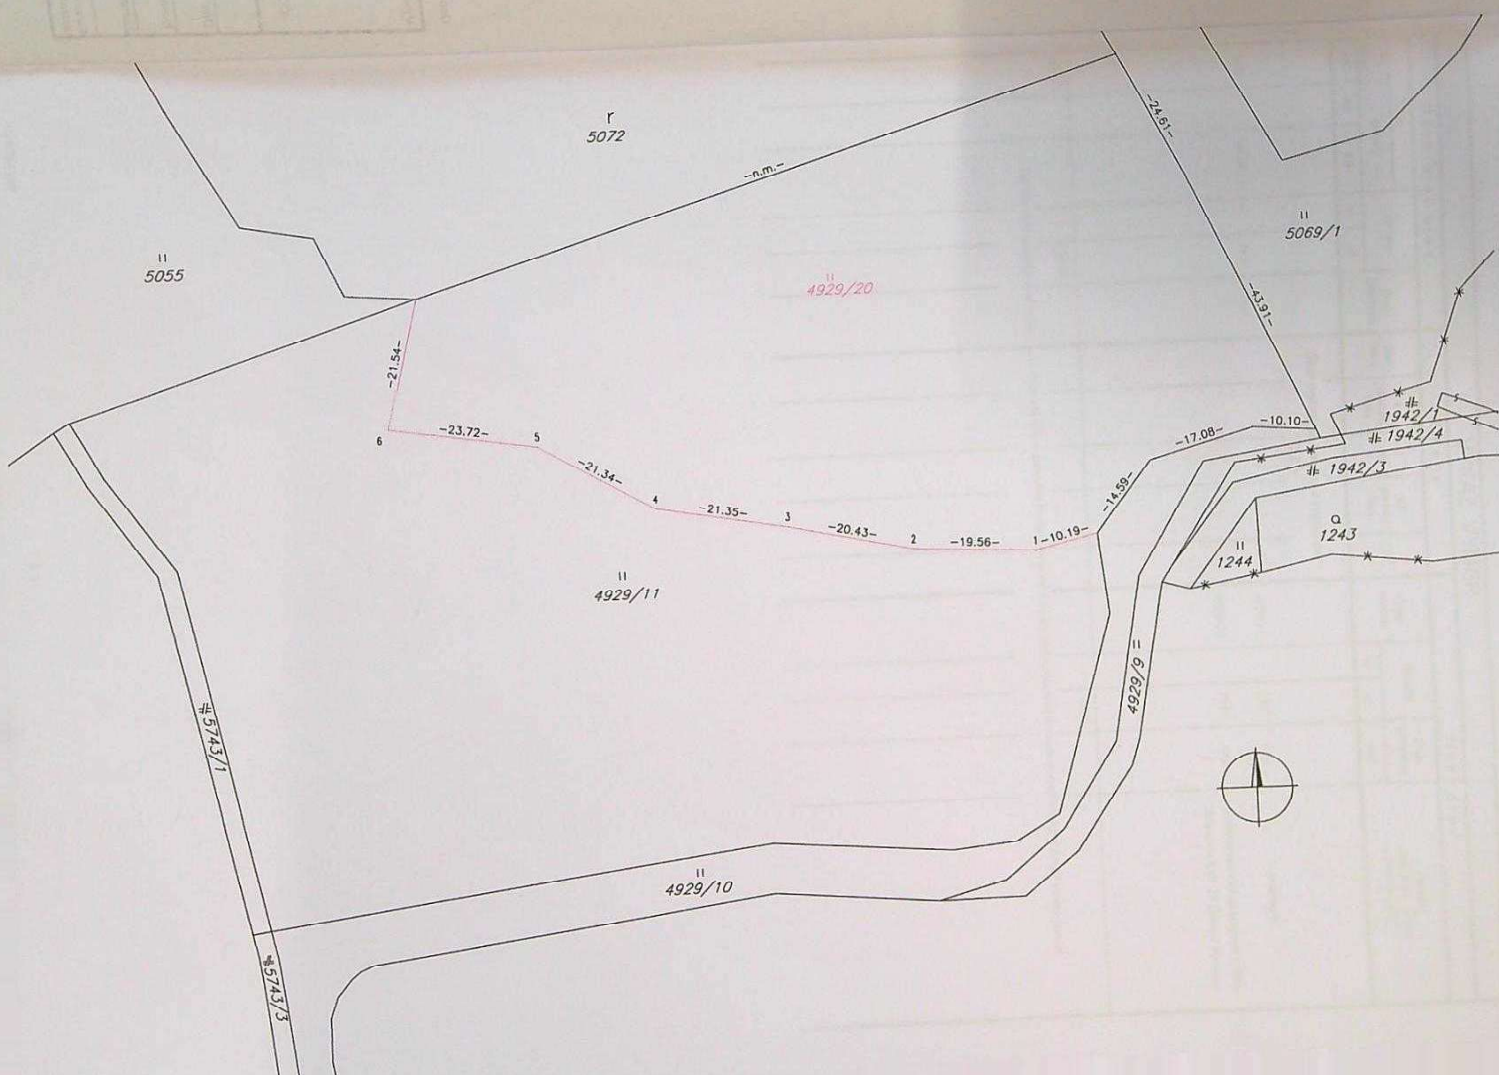 r
5072
-n.m.-
-24.61-
II
5069/1
II
5055
II
4929/20
-43.91-
-21.54-
6
-23.72-
5
-21.34-
4
-21.35-
3
-20.43-
2
-19.56-
1
-10.19-
-14.59-
-17.08-
-10.10-
1942/1
1942/4
1942/3
s
s
Q
1243
II
1244
II
4929/11
= 4929/9
5743/1
II
4929/10
5743/3